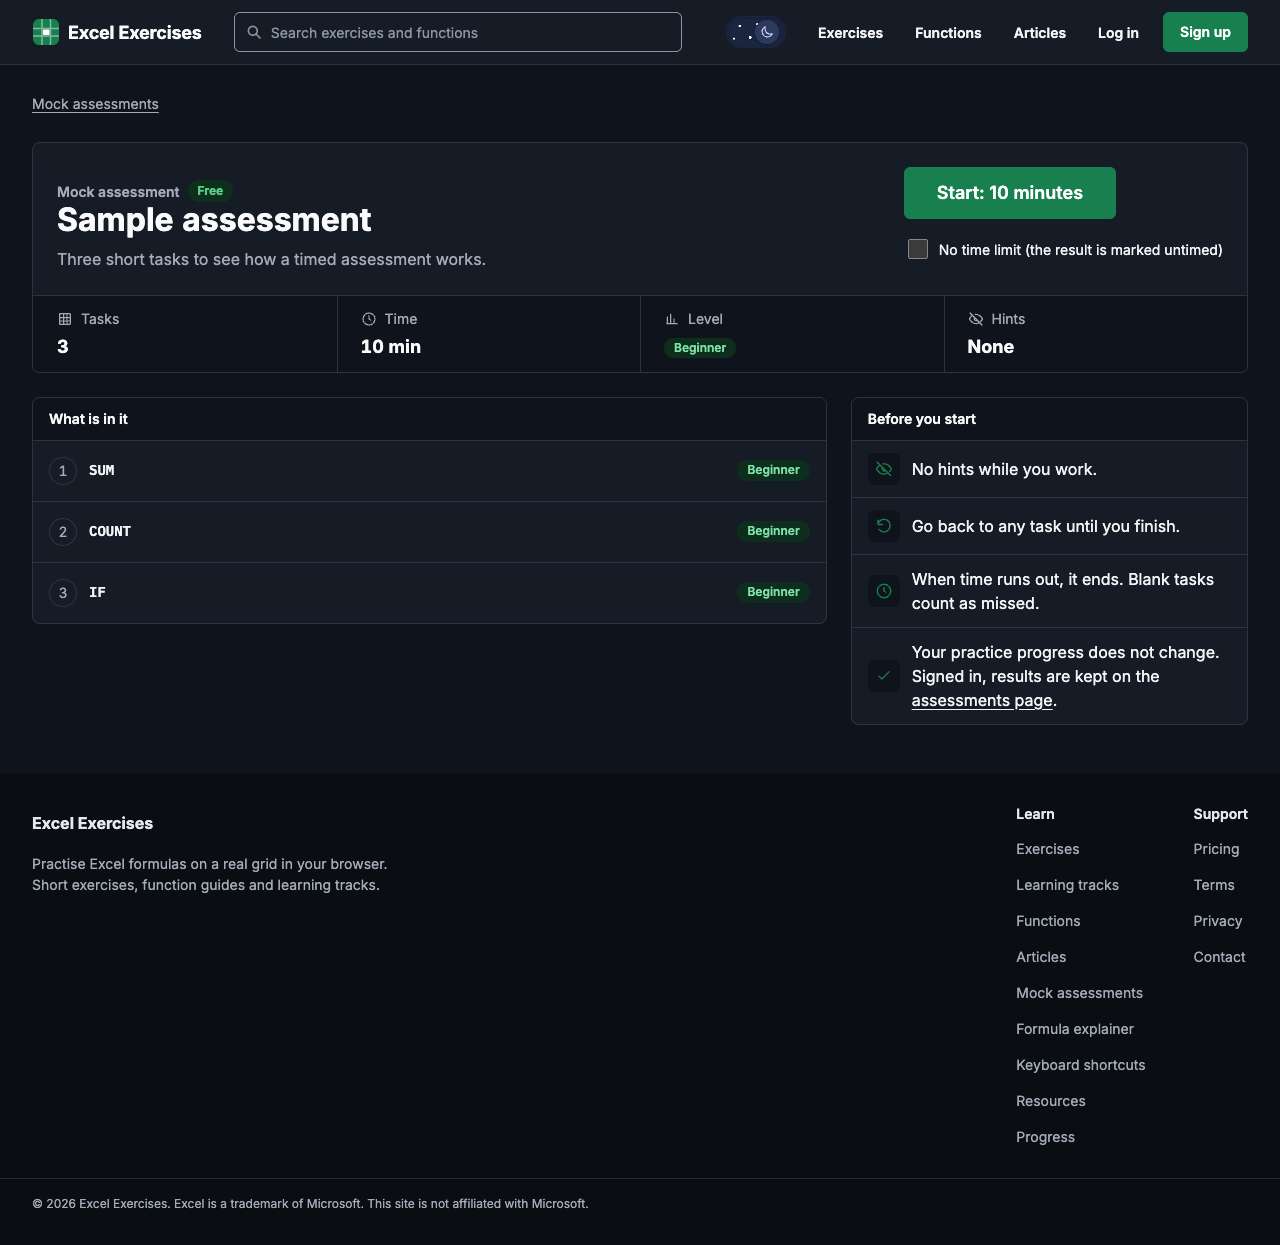 Excel Exercises
Search exercises and functions
Exercises
Functions
Articles
Log in
Sign up
Mock assessments
Mock assessment
Free
Sample assessment
Three short tasks to see how a timed assessment works.
Start: 10 minutes
No time limit (the result is marked untimed)
Tasks
3
Time
10 min
Level
Beginner
Hints
None
What is in it
1
SUM
Beginner
2
COUNT
Beginner
3
IF
Beginner
Before you start
No hints while you work.
Go back to any task until you finish.
When time runs out, it ends. Blank tasks
count as missed.
Your practice progress does not change.
Signed in, results are kept on the
assessments page.
Excel Exercises
Practise Excel formulas on a real grid in your browser.
Short exercises, function guides and learning tracks.
Learn
Exercises
Learning tracks
Functions
Articles
Mock assessments
Formula explainer
Keyboard shortcuts
Resources
Progress
Support
Pricing
Terms
Privacy
Contact
© 2026 Excel Exercises. Excel is a trademark of Microsoft. This site is not affiliated with Microsoft.